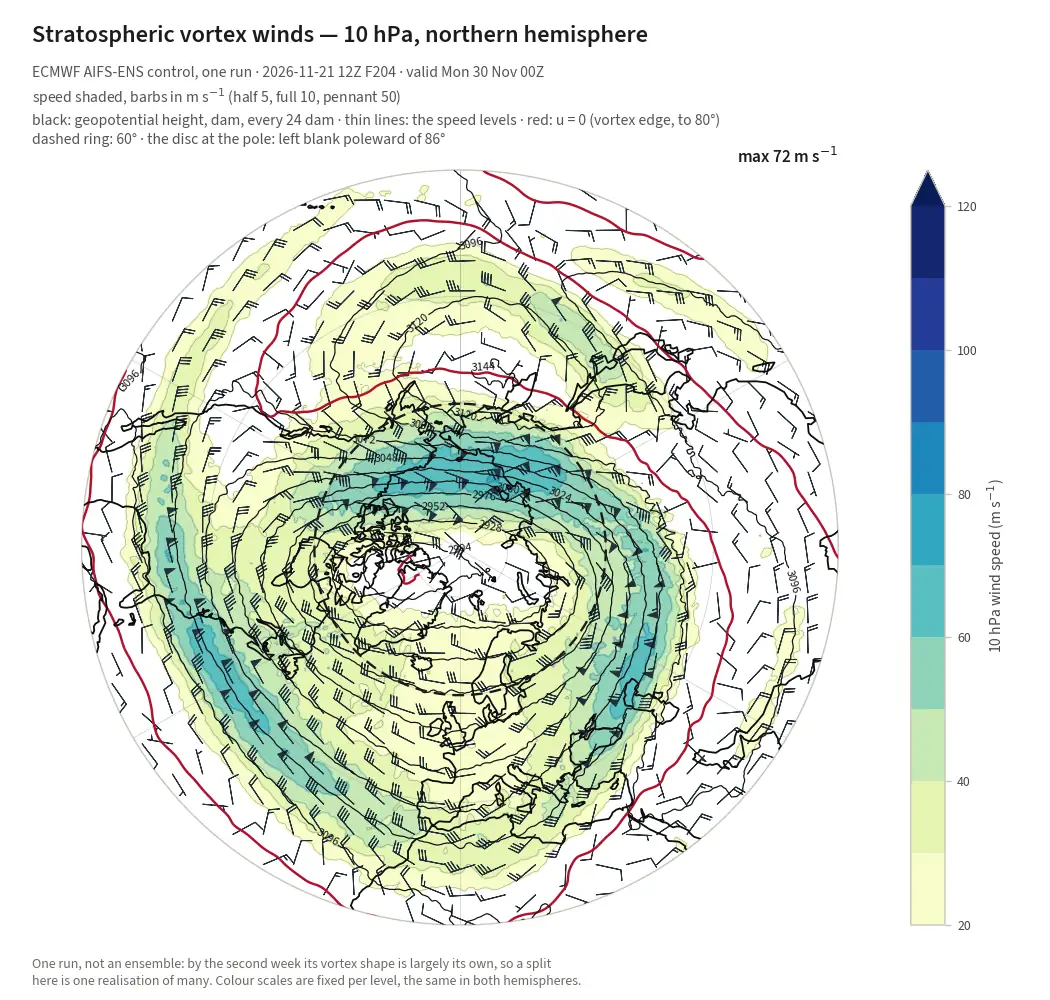 Stratospheric vortex winds — 10 hPa, northern hemisphere
ECMWF AIFS-ENS control, one run · 2026-11-21 12Z F204 · valid Mon 30 Nov 00Z
speed shaded, barbs in m s⁻¹ (half 5, full 10, pennant 50)
black: geopotential height, dam, every 24 dam · thin lines: the speed levels · red: u = 0 (vortex edge, to 80°)
dashed ring: 60° · the disc at the pole: left blank poleward of 86°
max 72 m s⁻¹
120
100
80
60
40
20
10 hPa wind speed (m s⁻¹)
3096
3120
3144
3096
3120
3072
3048
3024
2976
2952
2928
2904
3096
3096
One run, not an ensemble: by the second week its vortex shape is largely its own, so a split
here is one realisation of many. Colour scales are fixed per level, the same in both hemispheres.